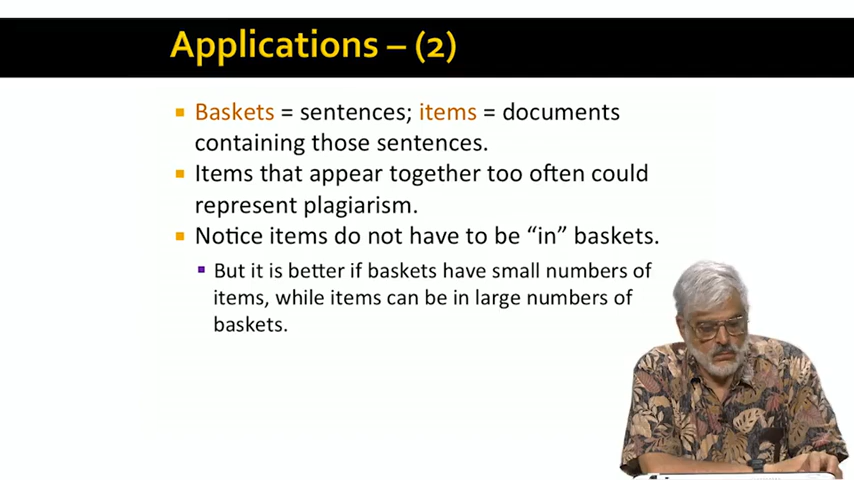 Applications – (2)
Baskets = sentences; items = documents
containing those sentences.
Items that appear together too often could
represent plagiarism.
Notice items do not have to be “in” baskets.
But it is better if baskets have small numbers of
items, while items can be in large numbers of
baskets.